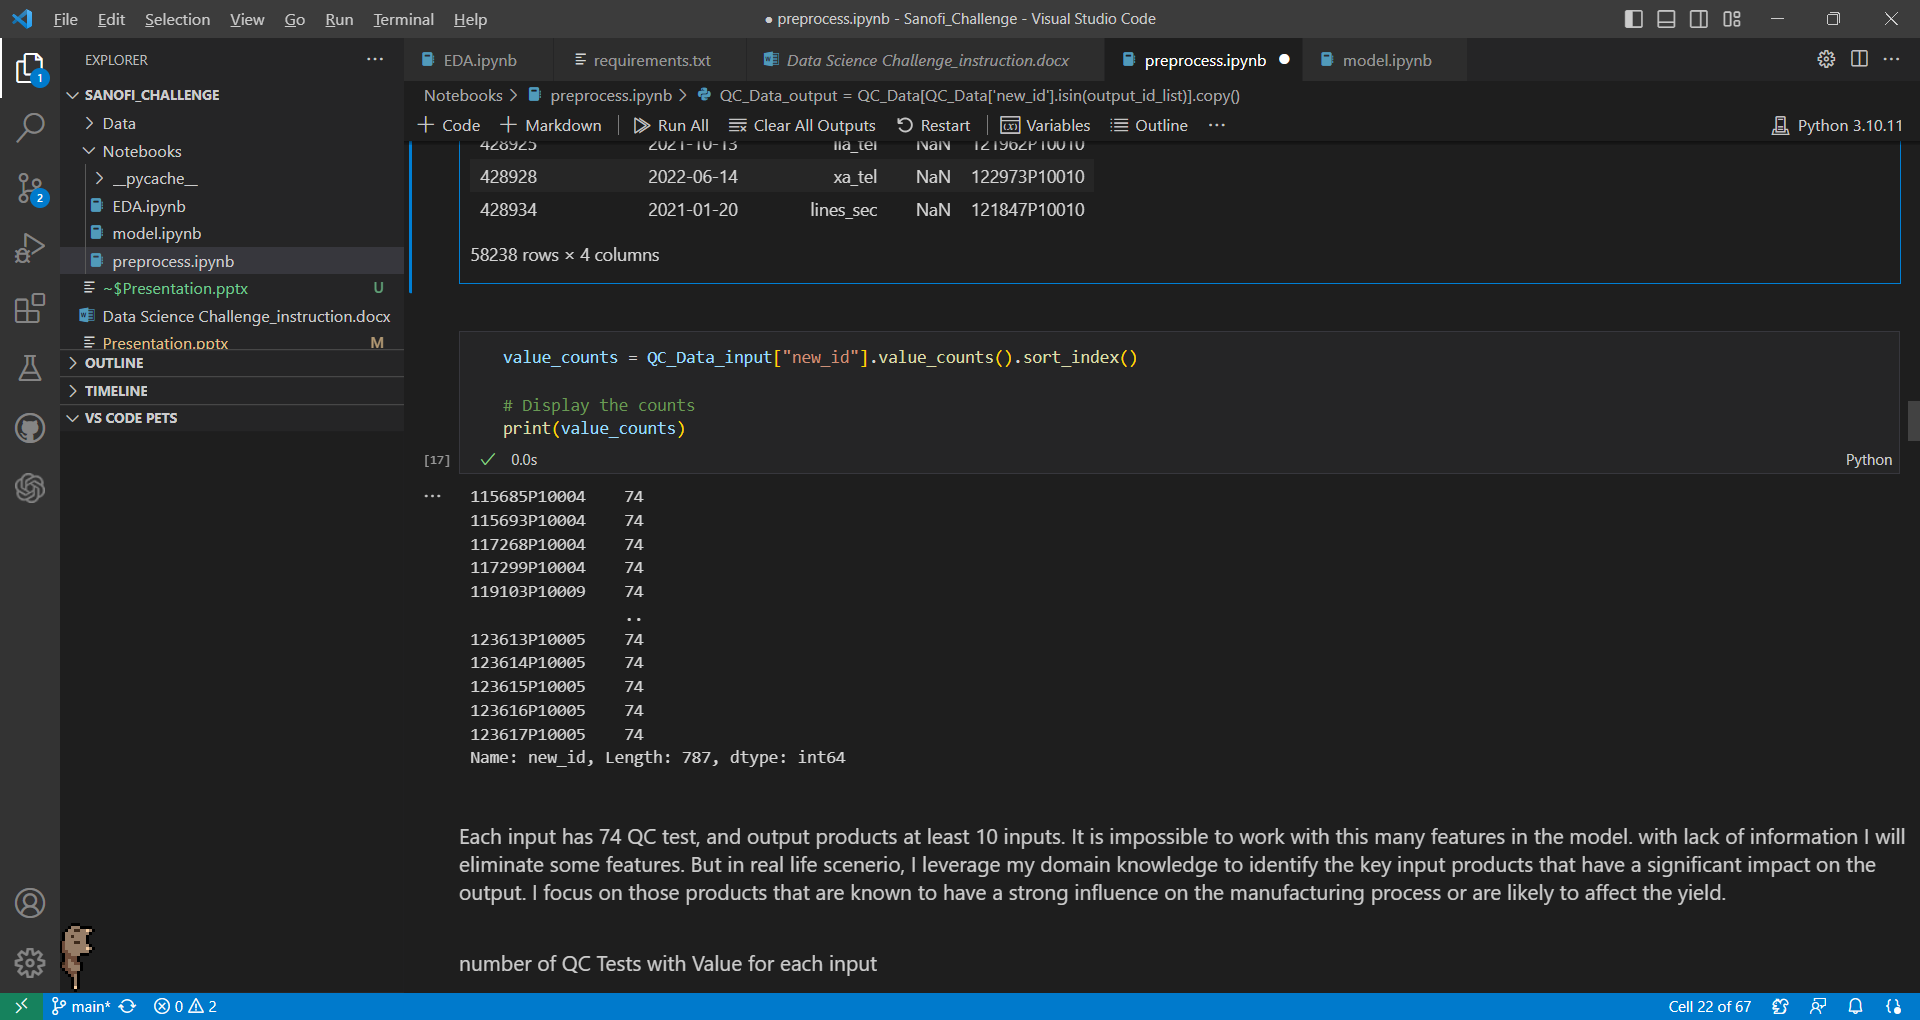 File Edit Selection View Go Run Terminal Help
● preprocess.ipynb - Sanofi_Challenge - Visual Studio Code
EXPLORER
SANOFI_CHALLENGE
Data
Notebooks
__pycache__
EDA.ipynb
model.ipynb
preprocess.ipynb
~$Presentation.pptx U
Data Science Challenge_instruction.docx
Presentation.pptx M
OUTLINE
TIMELINE
VS CODE PETS
1
2
EDA.ipynb requirements.txt Data Science Challenge_instruction.docx preprocess.ipynb ● model.ipynb
Notebooks > preprocess.ipynb > QC_Data_output = QC_Data[QC_Data['new_id'].isin(output_id_list)].copy()
+ Code + Markdown Run All Clear All Outputs Restart Variables Outline ··· Python 3.10.11
428925 2021-10-13 lia_tel NaN 121962P10010
428928 2022-06-14 xa_tel NaN 122973P10010
428934 2021-01-20 lines_sec NaN 121847P10010
58238 rows × 4 columns
value_counts = QC_Data_input["new_id"].value_counts().sort_index()
# Display the counts
print(value_counts)
[17] ✓ 0.0s Python
115685P10004 74
115693P10004 74
117268P10004 74
117299P10004 74
119103P10009 74
..
123613P10005 74
123614P10005 74
123615P10005 74
123616P10005 74
123617P10005 74
Name: new_id, Length: 787, dtype: int64
Each input has 74 QC test, and output products at least 10 inputs. It is impossible to work with this many features in the model. with lack of information I will
eliminate some features. But in real life scenerio, I leverage my domain knowledge to identify the key input products that have a significant impact on the
output. I focus on those products that are known to have a strong influence on the manufacturing process or are likely to affect the yield.
number of QC Tests with Value for each input
main* 0 2 Cell 22 of 67